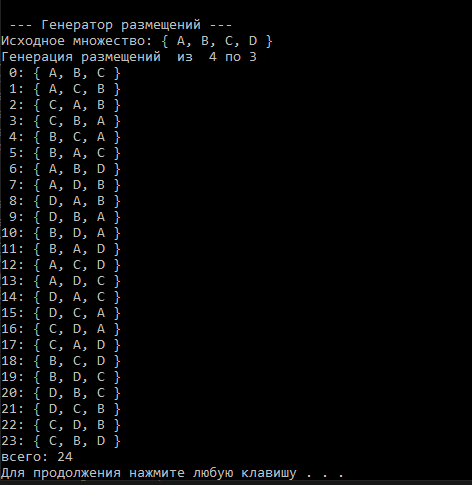 --- Генератор размещений ---
Исходное множество: { A, B, C, D }
Генерация размещений  из  4 по 3
0: { A, B, C }
1: { A, C, B }
2: { C, A, B }
3: { C, B, A }
4: { B, C, A }
5: { B, A, C }
6: { A, B, D }
7: { A, D, B }
8: { D, A, B }
9: { D, B, A }
10: { B, D, A }
11: { B, A, D }
12: { A, C, D }
13: { A, D, C }
14: { D, A, C }
15: { D, C, A }
16: { C, D, A }
17: { C, A, D }
18: { B, C, D }
19: { B, D, C }
20: { D, B, C }
21: { D, C, B }
22: { C, D, B }
23: { C, B, D }
всего: 24
Для продолжения нажмите любую клавишу . . .